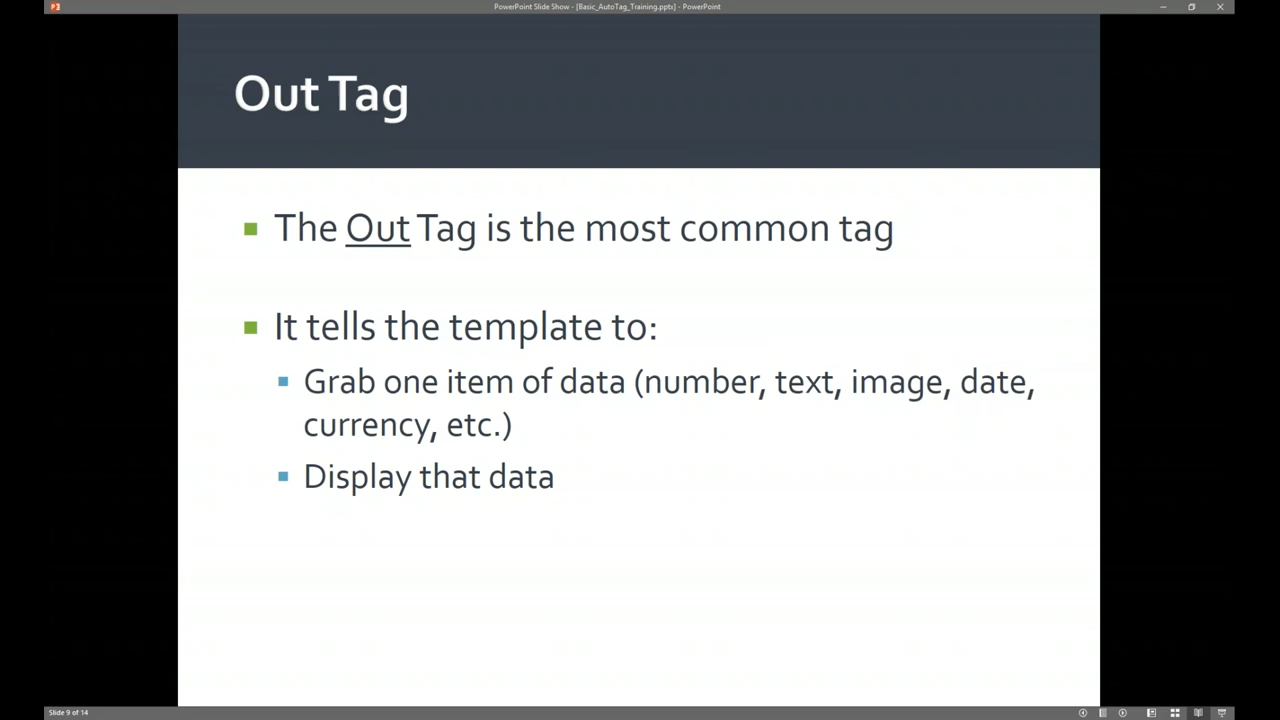 PowerPoint Slide Show - [Basic_AutoTag_Training.pptx] - PowerPoint
Out Tag
The Out Tag is the most common tag
It tells the template to:
Grab one item of data (number, text, image, date,
currency, etc.)
Display that data
Slide 9 of 14